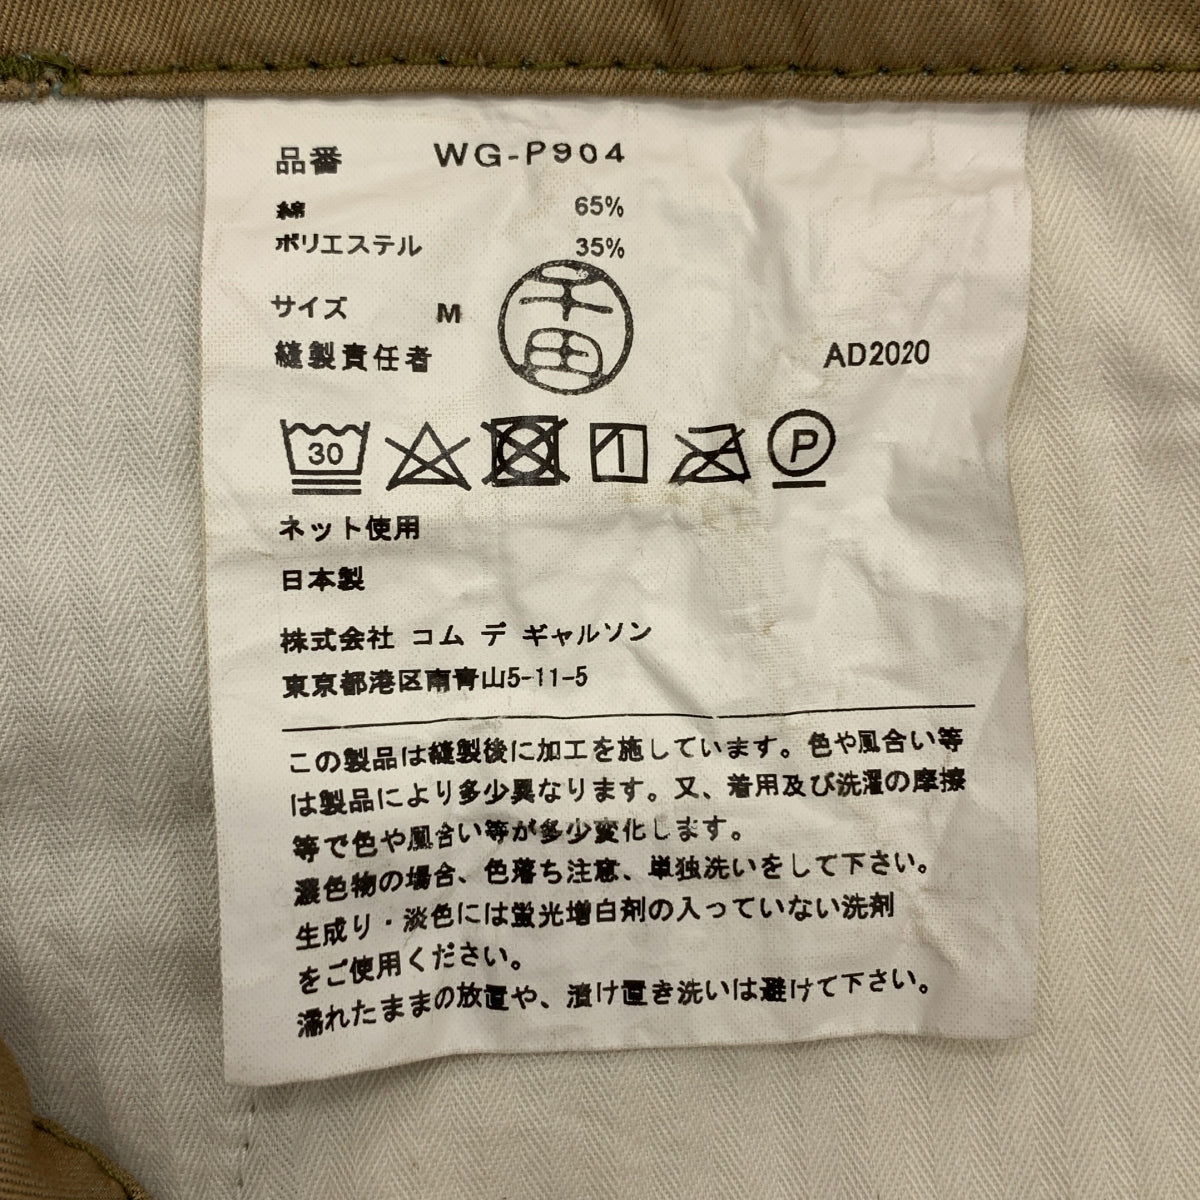 品番 WG-P904
綿 65%
ポリエステル 35%
サイズ M
千田
縫製責任者 AD2020
30 P
ネット使用
日本製
株式会社 コム デ ギャルソン
東京都港区南青山5-11-5
この製品は縫製後に加工を施しています。色や風合い等
は製品により多少異なります。又、着用及び洗濯の摩擦
等で色や風合い等が多少変化します。
濃色物の場合、色落ち注意、単独洗いをして下さい。
生成り・淡色には蛍光増白剤の入っていない洗剤
をご使用ください。
濡れたままの放置や、漬け置き洗いは避けて下さい。